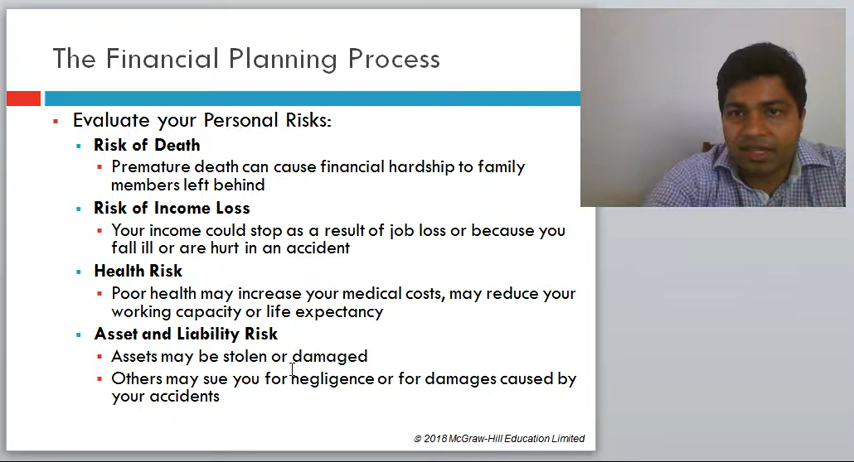 The Financial Planning Process
Evaluate your Personal Risks:
Risk of Death
Premature death can cause financial hardship to family
members left behind
Risk of Income Loss
Your income could stop as a result of job loss or because you
fall ill or are hurt in an accident
Health Risk
Poor health may increase your medical costs, may reduce your
working capacity or life expectancy
Asset and Liability Risk
Assets may be stolen or damaged
Others may sue you for negligence or for damages caused by
your accidents
© 2018 McGraw-Hill Education Limited